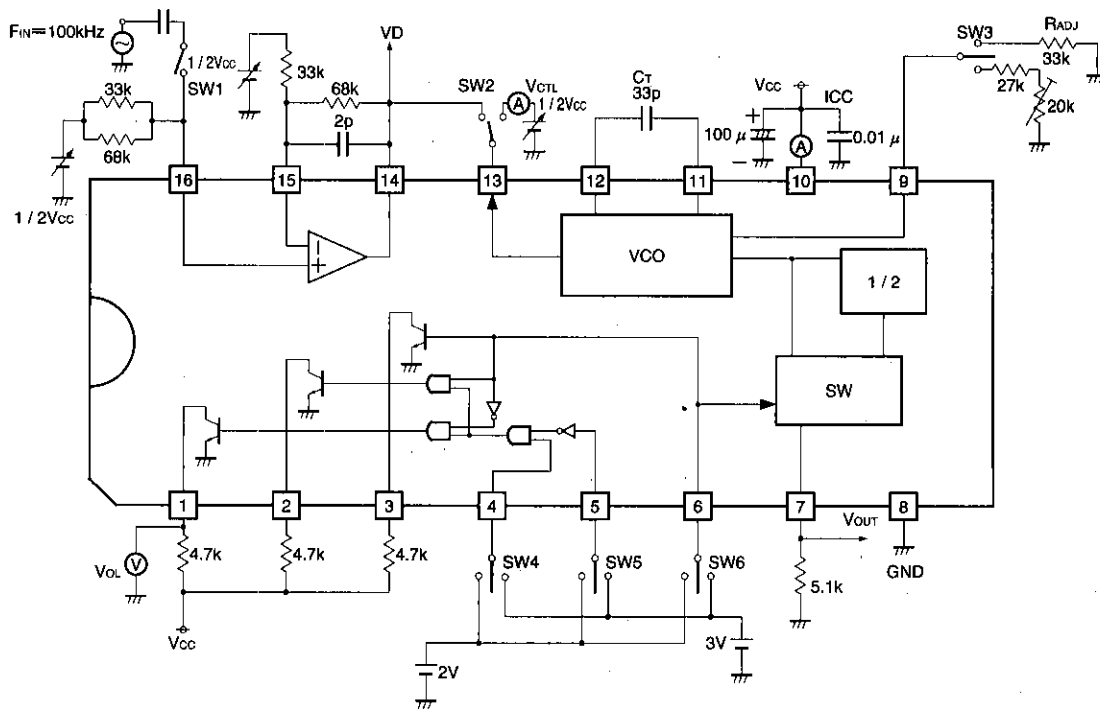 FIN=100kHz
1/2VCC
SW1
33k
68k
1/2VCC
33k
68k
2p
VD
SW2
VCTL
A
1/2VCC
CT
33p
VCC
ICC
100μ
+
−
A
0.01μ
SW3
RADJ
33k
27k
20k
16
15
14
13
12
11
10
9
−
+
VCO
1/2
SW
1
2
3
4
5
6
7
8
VOL
V
4.7k
4.7k
4.7k
VCC
SW4
SW5
SW6
2V
3V
VOUT
5.1k
GND